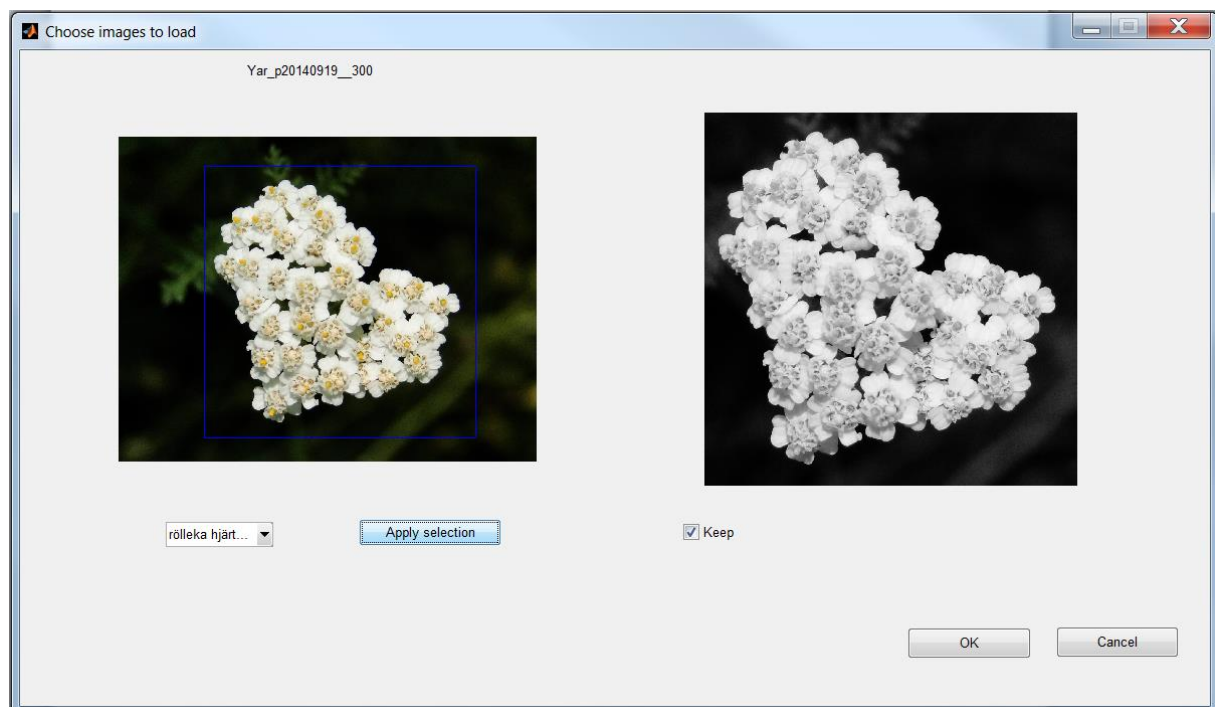 Choose images to load
Yar_p20140919__300
rölleka hjärt...
Apply selection
Keep
OK
Cancel